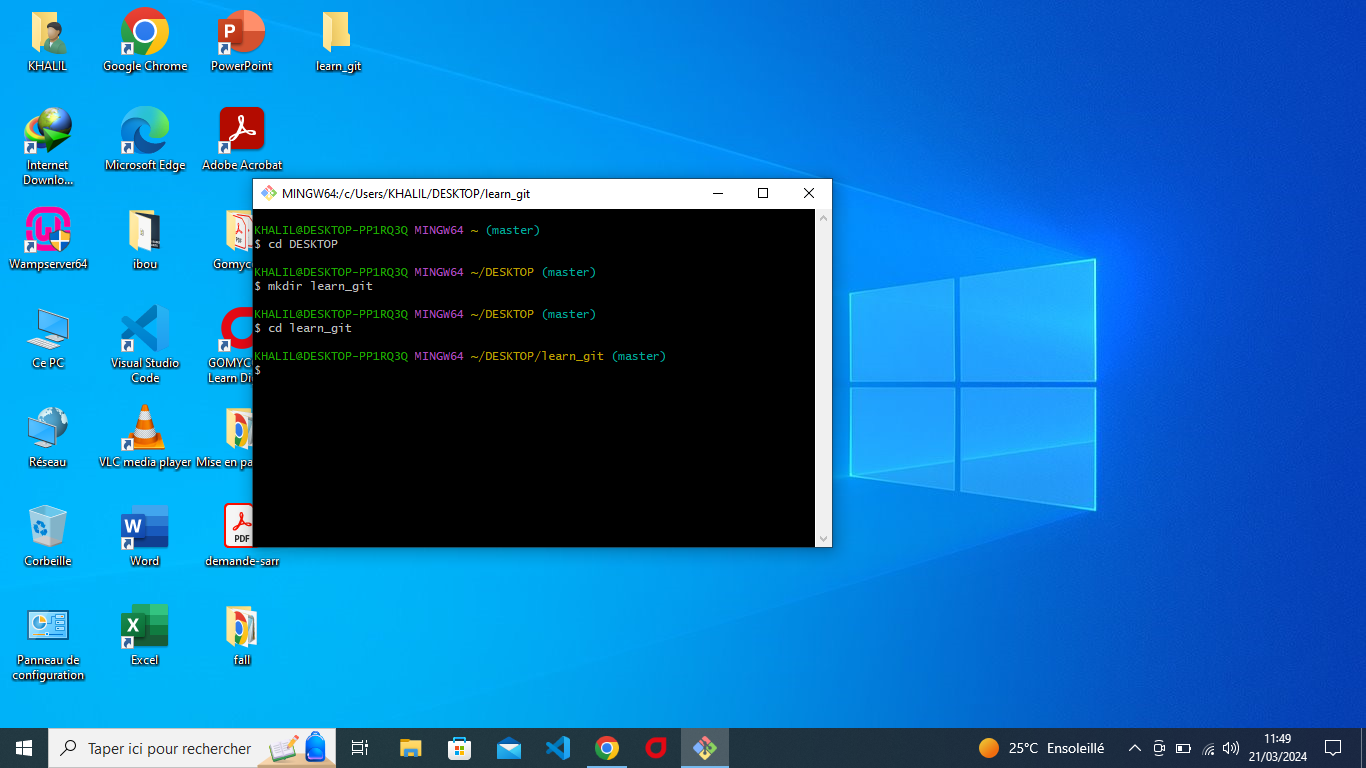 KHALIL
Google Chrome
PowerPoint
learn_git
Internet
Downlo...
Microsoft Edge
Adobe Acrobat
Wampserver64
ibou
Gomyc
Ce PC
Visual Studio
Code
GOMYC
Learn Di
Réseau
VLC media player
Mise en pa
Corbeille
Word
PDF
demande-sarr
Panneau de
configuration
Excel
fall
MINGW64:/c/Users/KHALIL/DESKTOP/learn_git
KHALIL@DESKTOP-PP1RQ3Q MINGW64 ~ (master)
$ cd DESKTOP
KHALIL@DESKTOP-PP1RQ3Q MINGW64 ~/DESKTOP (master)
$ mkdir learn_git
KHALIL@DESKTOP-PP1RQ3Q MINGW64 ~/DESKTOP (master)
$ cd learn_git
KHALIL@DESKTOP-PP1RQ3Q MINGW64 ~/DESKTOP/learn_git (master)
$
Taper ici pour rechercher
25°C Ensoleillé
11:49
21/03/2024